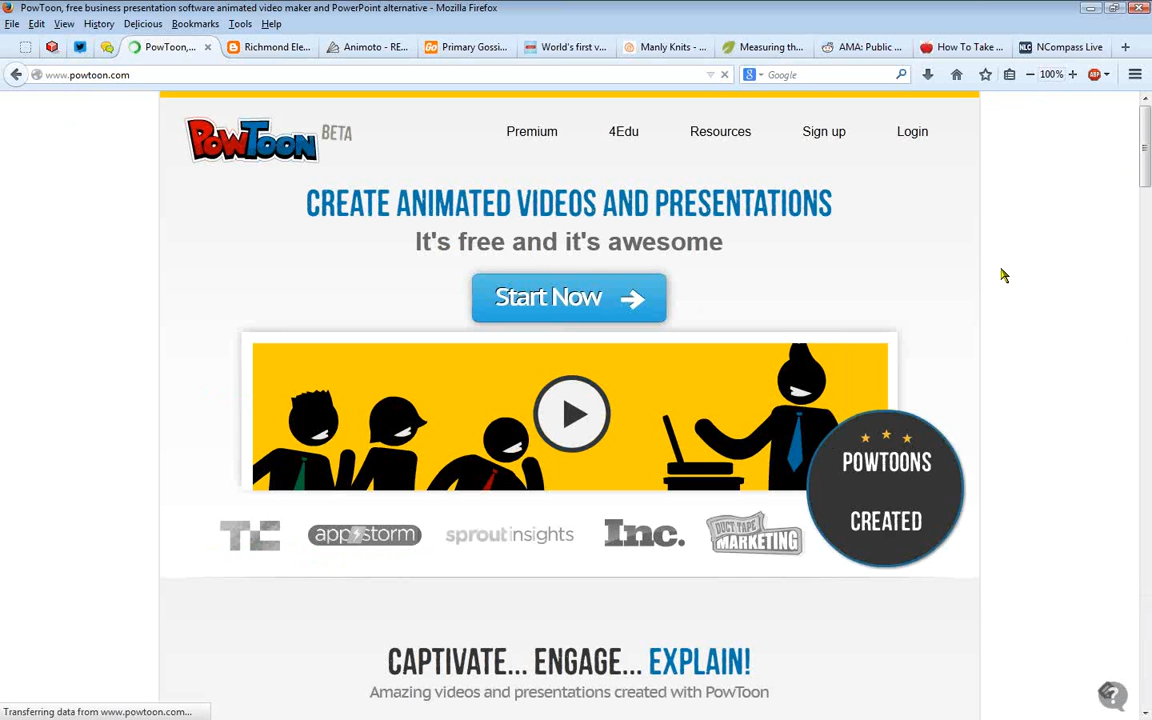 PowToon, free business presentation software animated video maker and PowerPoint alternative - Mozilla Firefox
File Edit View History Delicious Bookmarks Tools Help
PowToon,... Richmond Ele... Animoto - RE... Primary Gossi... World's first v... Manly Knits - ... Measuring th... AMA: Public ... How To Take ... NCompass Live
www.powtoon.com Google 100% ABP
POWTOON BETA Premium 4Edu Resources Sign up Login
CREATE ANIMATED VIDEOS AND PRESENTATIONS
It's free and it's awesome
Start Now
POWTOONS
CREATED
TC appstorm sproutinsights Inc. DUCT TAPE MARKETING
CAPTIVATE... ENGAGE... EXPLAIN!
Amazing videos and presentations created with PowToon
Transferring data from www.powtoon.com...